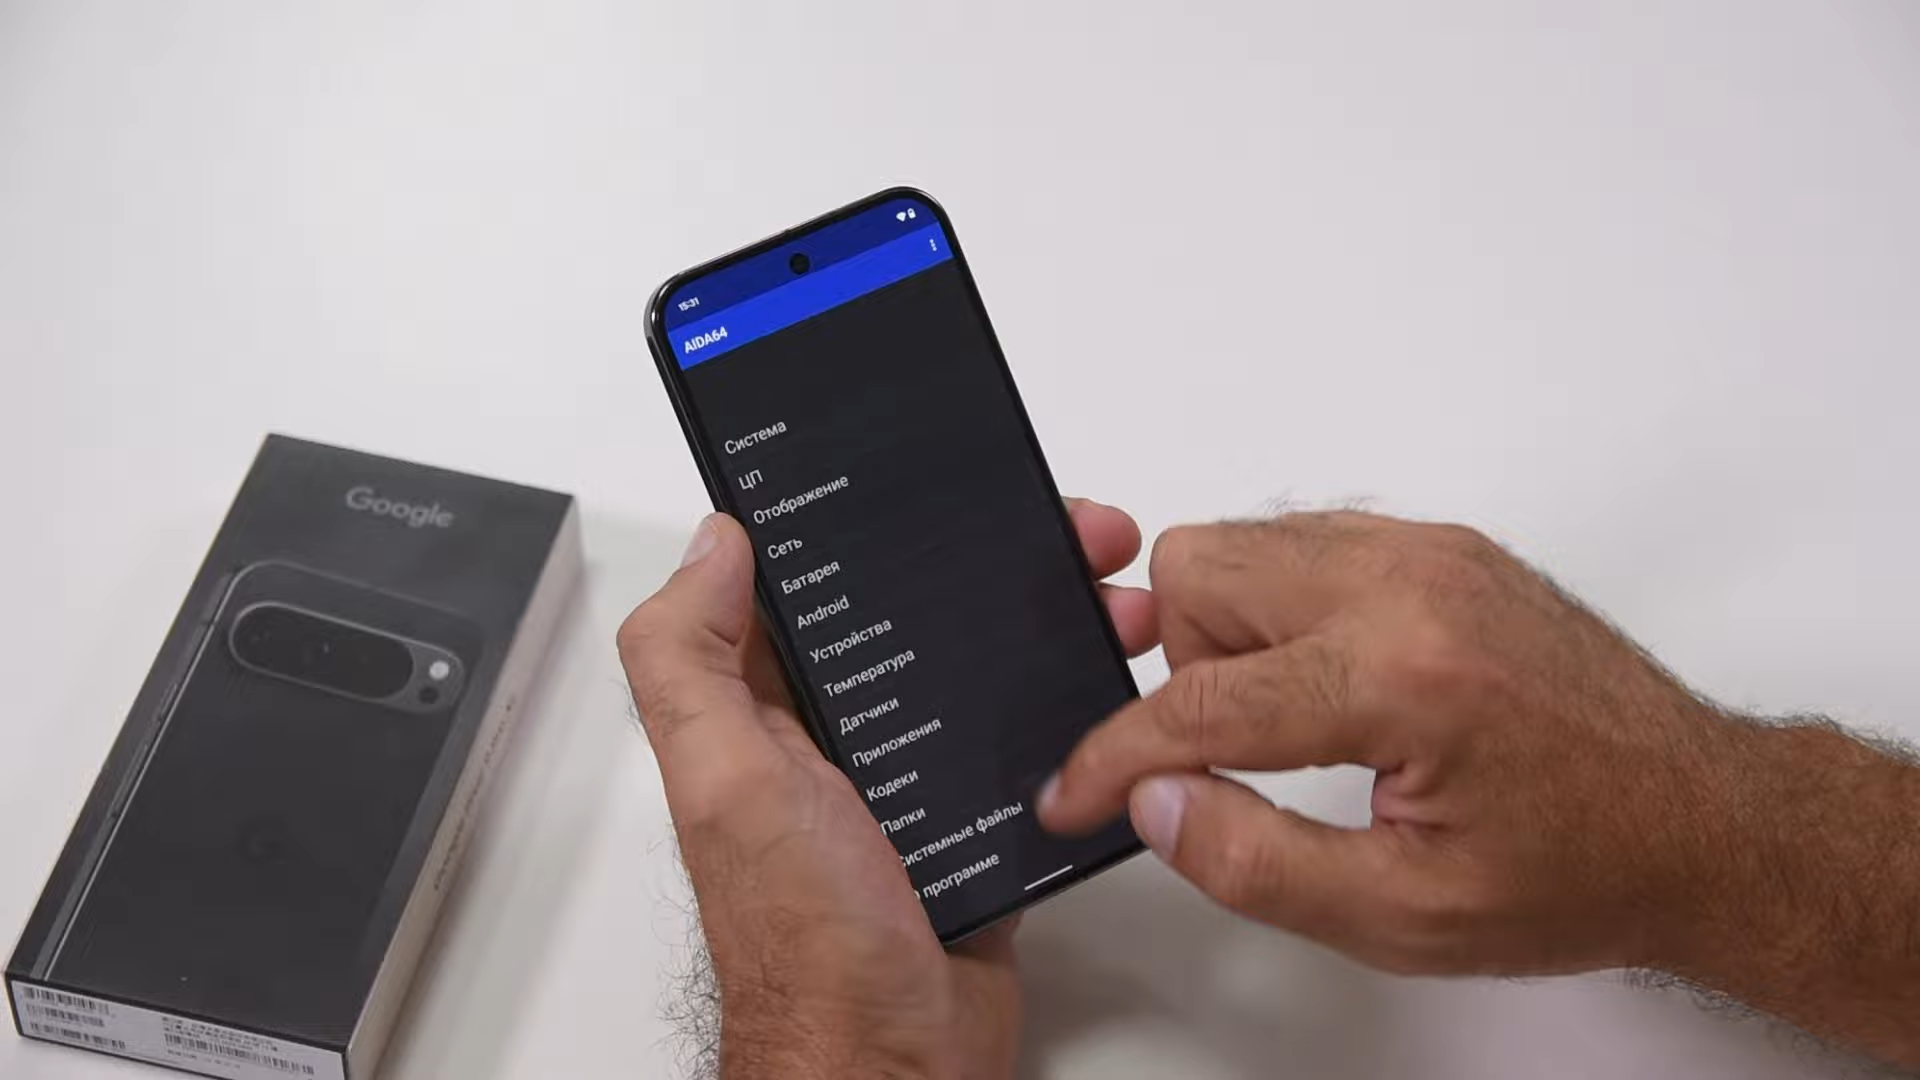 Google
15:31
AIDA64
Система
ЦП
Отображение
Сеть
Батарея
Android
Устройства
Температура
Датчики
Приложения
Кодеки
Папки
системные файлы
программе